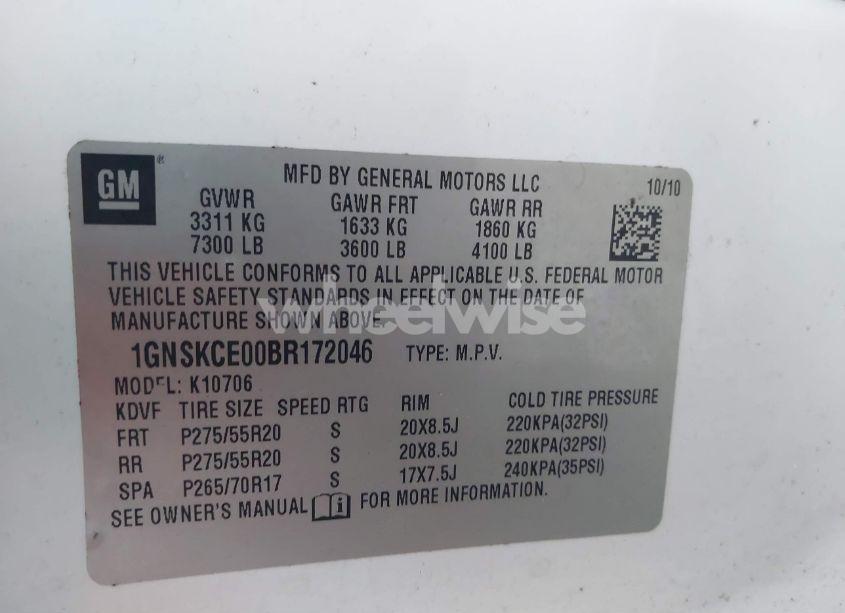 GM®
MFD BY GENERAL MOTORS LLC 10/10
GVWR GAWR FRT GAWR RR
3311 KG 1633 KG 1860 KG
7300 LB 3600 LB 4100 LB
THIS VEHICLE CONFORMS TO ALL APPLICABLE U.S. FEDERAL MOTOR
VEHICLE SAFETY STANDARDS IN EFFECT ON THE DATE OF
MANUFACTURE SHOWN ABOVE.
wheelwise
1GNSKCE00BR172046 TYPE: M.P.V.
MODEL: K10706
KDVF TIRE SIZE SPEED RTG RIM COLD TIRE PRESSURE
FRT P275/55R20 S 20X8.5J 220KPA(32PSI)
RR P275/55R20 S 20X8.5J 220KPA(32PSI)
SPA P265/70R17 S 17X7.5J 240KPA(35PSI)
SEE OWNER'S MANUAL i FOR MORE INFORMATION.